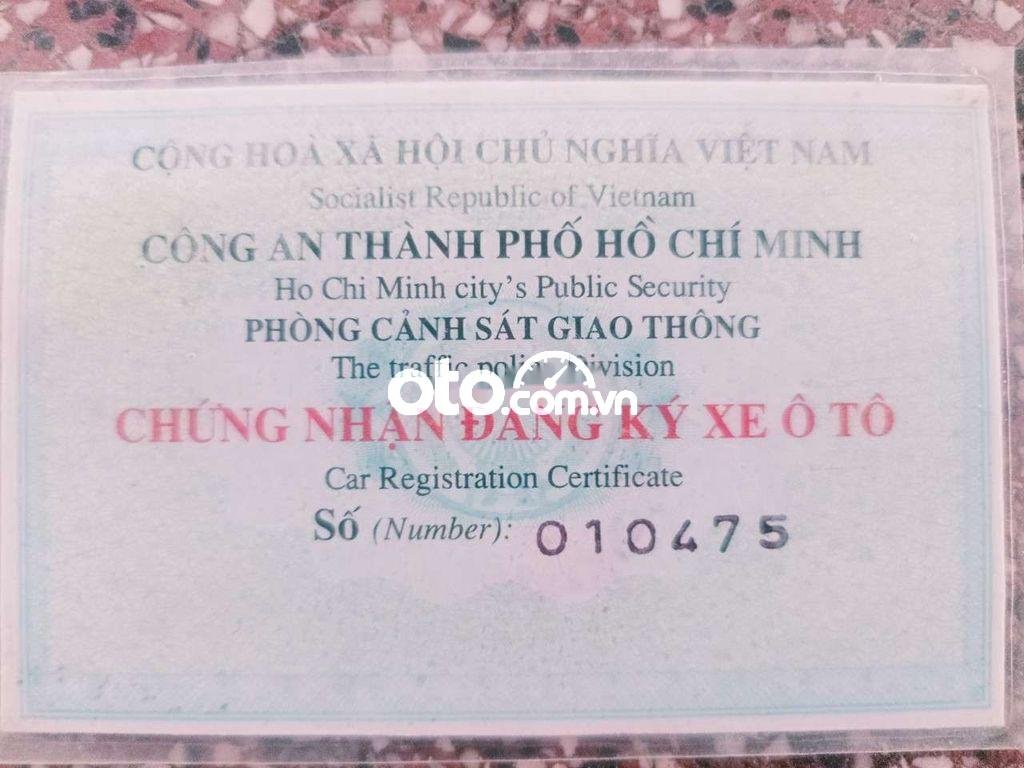 CỘNG HOÀ XÃ HỘI CHỦ NGHĨA VIỆT NAM
Socialist Republic of Vietnam
CÔNG AN THÀNH PHỐ HỒ CHÍ MINH
Ho Chi Minh city's Public Security
PHÒNG CẢNH SÁT GIAO THÔNG
The traffic police Division
oto.com.vn
CHỨNG NHẬN ĐĂNG KÝ XE Ô TÔ
Car Registration Certificate
Số (Number): 010475